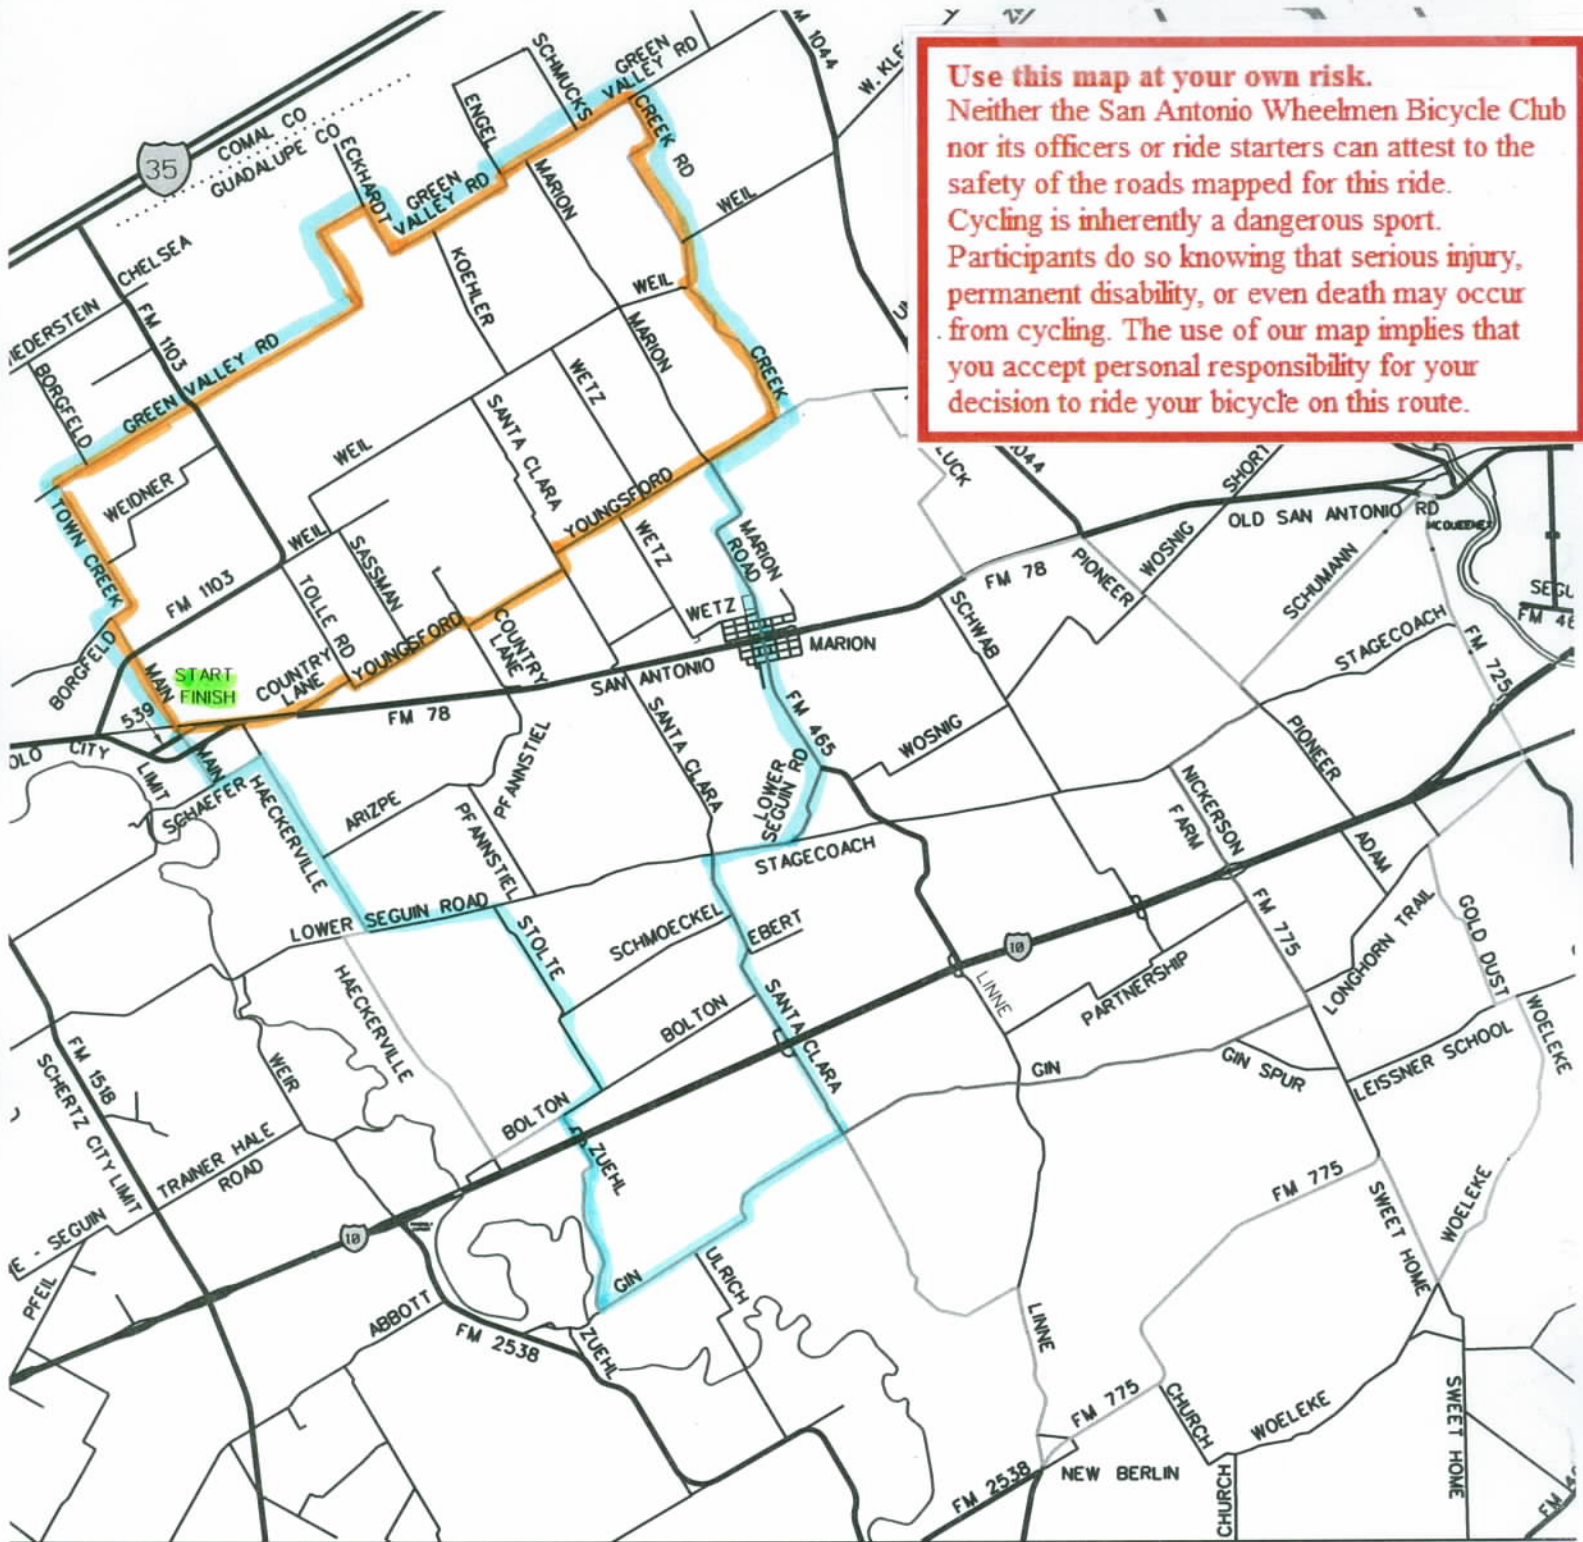 Use this map at your own risk.
Neither the San Antonio Wheelmen Bicycle Club
nor its officers or ride starters can attest to the
safety of the roads mapped for this ride.
Cycling is inherently a dangerous sport.
Participants do so knowing that serious injury,
permanent disability, or even death may occur
from cycling. The use of our map implies that
you accept personal responsibility for your
decision to ride your bicycle on this route.
35
COMAL CO
GUADALUPE CO
ECKHARDT
ENGEL
SCHMUCKS
GREEN
VALLEY RD
CREEK RD
M 1044
W. KLE
GREEN
VALLEY RD
MARION
WEIL
CHELSEA
IEDERSTEIN
FM 1103
KOEHLER
WEIL
MARION
BORGFELD
GREEN VALLEY RD
WETZ
CREEK
SANTA CLARA
WEIL
WEIDNER
YOUNGSFORD
LUCK
1044
SHORT
TOWN CREEK
WEIL
SASSMAN
WETZ
MARION
ROAD
OLD SAN ANTONIO RD
MCQUEENEY
WOSNIG
PIONEER
SCHUMANN
FM 1103
TOLLE RD
FM 78
SEGU
FM 46
WETZ
YOUNGSFORD
COUNTRY
LANE
MARION
SCHWAB
STAGECOACH
FM 725
BORGFELD
MAIN
START
FINISH
COUNTRY
LANE
SAN ANTONIO
539
FM 78
FM 465
WOSNIG
OLO CITY
LIMIT
MAIN
SCHAEFER
HAECKERVILLE
PFANNSTIEL
SANTA CLARA
PIONEER
ARIZPE
LOWER
SEGUIN RD
NICKERSON
FARM
PFANNSTIEL
STAGECOACH
ADAM
LOWER SEGUIN ROAD
STOLTE
SCHMOECKEL
EBERT
FM 775
LONGHORN TRAIL
GOLD DUST
10
HAECKERVILLE
LINNE
PARTNERSHIP
BOLTON
SANTA CLARA
WOELEKE
FM 1518
SCHERTZ CITY LIMIT
WEIR
GIN
GIN SPUR
LEISSNER SCHOOL
BOLTON
ZUEHL
TRAINER HALE
ROAD
FM 775
SWEET HOME
WOELEKE
E - SEGUIN
10
PFEIL
GIN
ULRICH
ABBOTT
FM 2538
ZUEHL
LINNE
FM 775
CHURCH
WOELEKE
SWEET HOME
FM 2538
NEW BERLIN
CHURCH